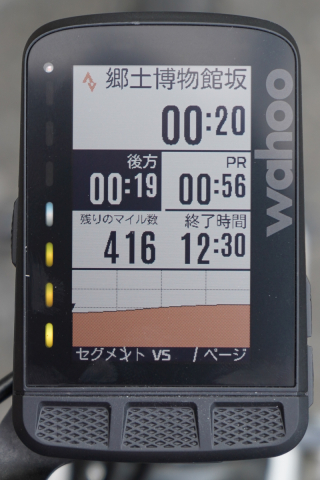 郷土博物館坂
00:20
後方
00:19
PR
00:56
残りのマイル数
416
終了時間
12:30
セグメント VS
/ページ
wahoo